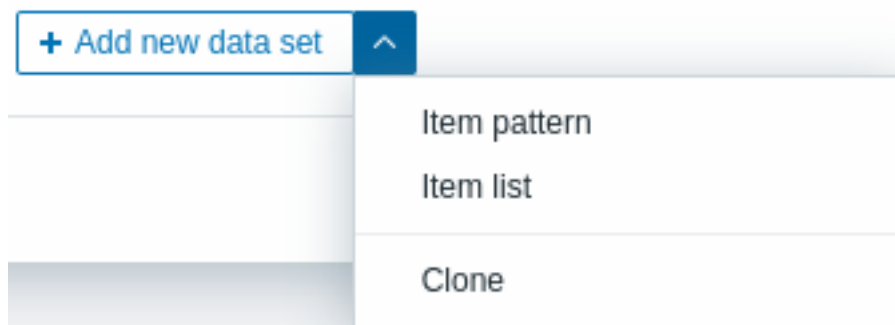 + Add new data set
Item pattern
Item list
Clone